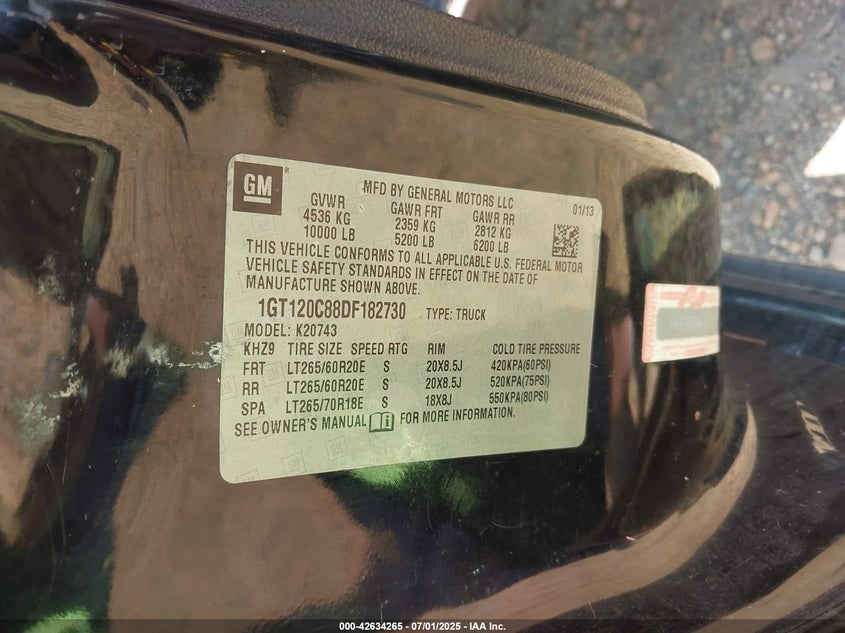 GM
®
MFD BY GENERAL MOTORS LLC
01/13
GVWR GAWR FRT GAWR RR
4536 KG 2359 KG 2812 KG
10000 LB 5200 LB 6200 LB
THIS VEHICLE CONFORMS TO ALL APPLICABLE U.S. FEDERAL MOTOR
VEHICLE SAFETY STANDARDS IN EFFECT ON THE DATE OF
MANUFACTURE SHOWN ABOVE.
1GT120C88DF182730 TYPE: TRUCK
MODEL: K20743
KHZ9 TIRE SIZE SPEED RTG RIM COLD TIRE PRESSURE
FRT LT265/60R20E S 20X8.5J 420KPA(60PSI)
RR LT265/60R20E S 20X8.5J 520KPA(75PSI)
SPA LT265/70R18E S 18X8J 550KPA(80PSI)
SEE OWNER'S MANUAL FOR MORE INFORMATION.
000-42634265 - 07/01/2025 - IAA Inc.